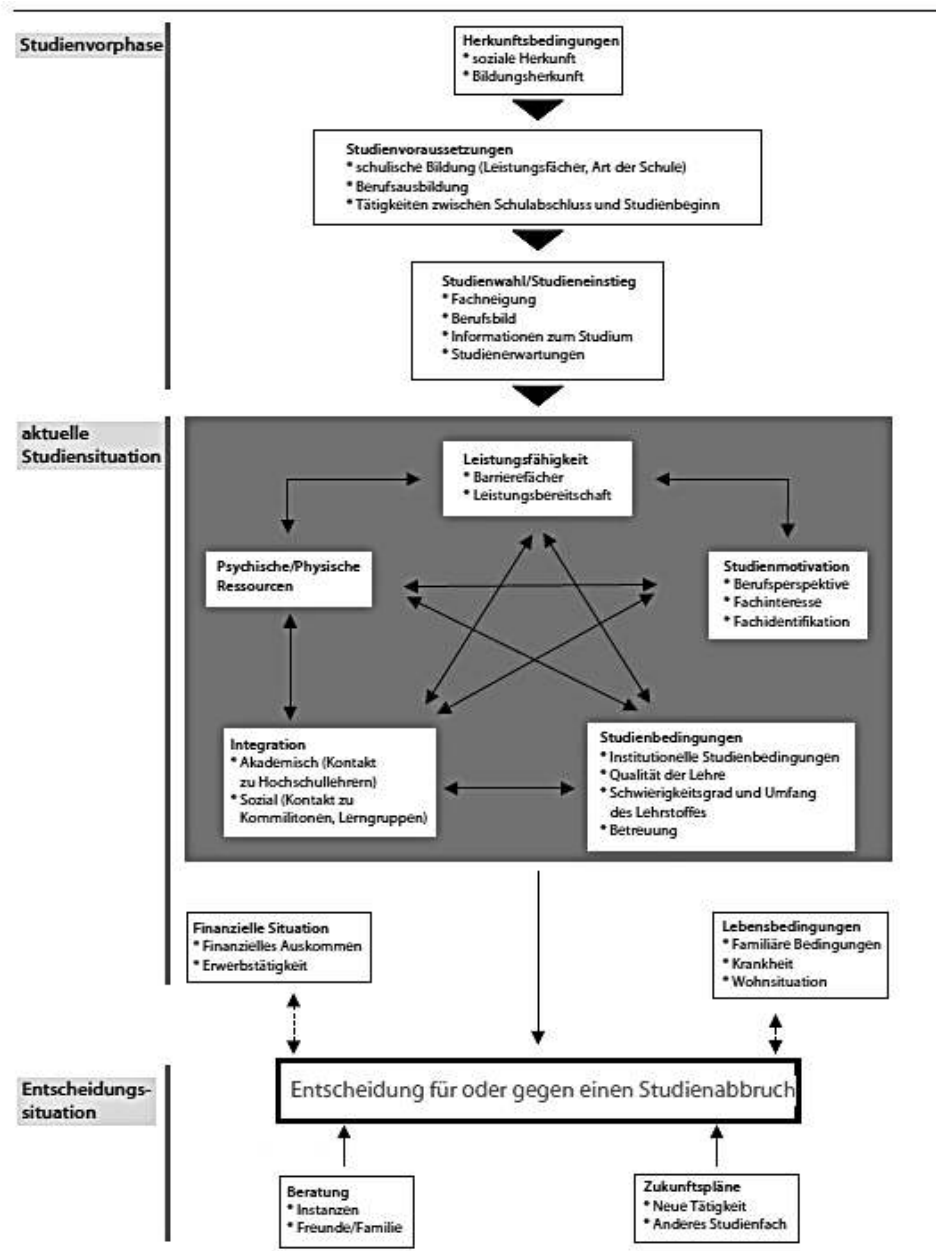 Studienvorphase
Herkunftsbedingungen
* soziale Herkunft
* Bildungsherkunft
Studienvoraussetzungen
* schulische Bildung (Leistungsfächer, Art der Schule)
* Berufsausbildung
* Tätigkeiten zwischen Schulabschluss und Studienbeginn
Studienwahl/Studieneinstieg
* Fachneigung
* Berufsbild
* Informationen zum Studium
* Studienerwartungen
aktuelle
Studiensituation
Leistungsfähigkeit
* Barrierefächer
* Leistungsbereitschaft
Psychische/Physische
Ressourcen
Studienmotivation
* Berufsperspektive
* Fachinteresse
* Fachidentifikation
Integration
* Akademisch (Kontakt
zu Hochschullehrern)
* Sozial (Kontakt zu
Kommilitonen, Lerngruppen)
Studienbedingungen
* Institutionelle Studienbedingungen
* Qualität der Lehre
* Schwierigkeitsgrad und Umfang
des Lehrstoffes
* Betreuung
Finanzielle Situation
* Finanzielles Auskommen
* Erwerbstätigkeit
Lebensbedingungen
* Familiäre Bedingungen
* Krankheit
* Wohnsituation
Entscheidungs-
situation
Entscheidung für oder gegen einen Studienabbruch
Beratung
* Instanzen
* Freunde/Familie
Zukunftspläne
* Neue Tätigkeit
* Anderes Studienfach